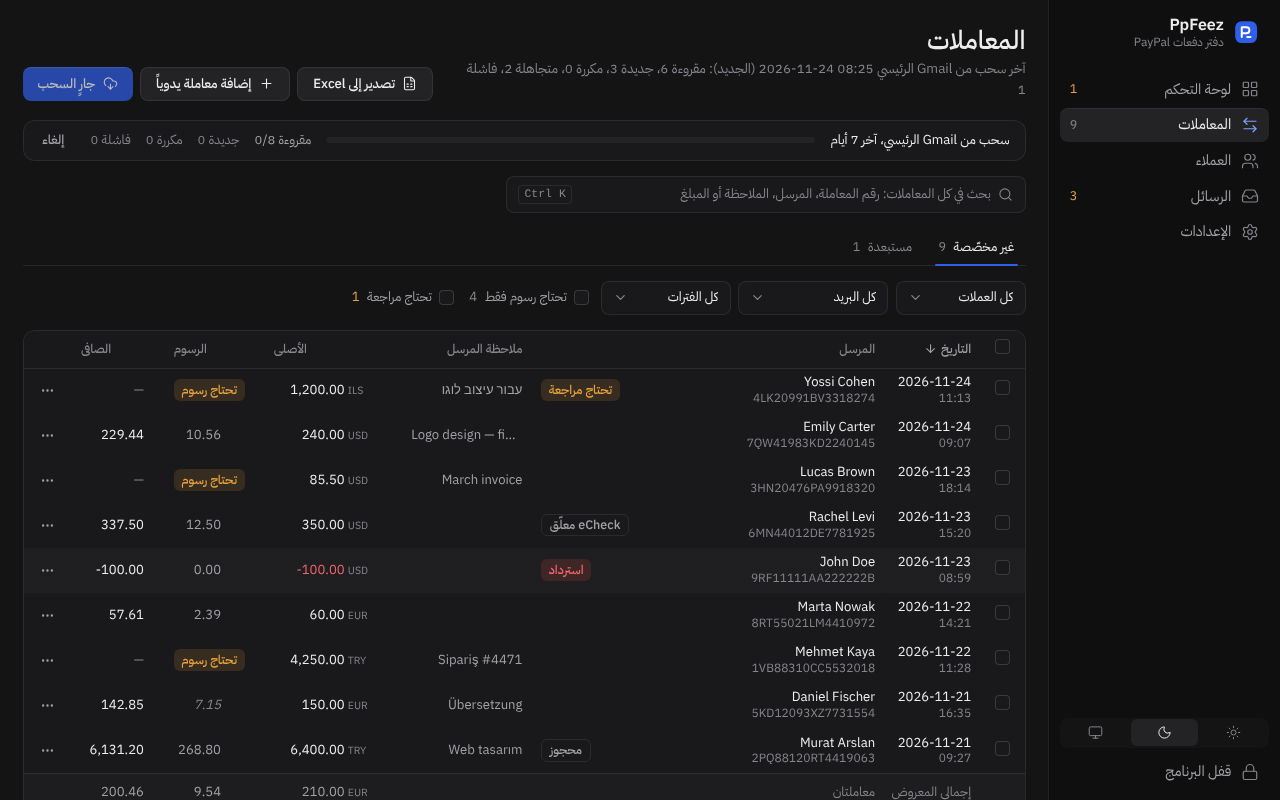 PpFeez
دفتر دفعات PayPal
لوحة التحكم 1
المعاملات 9
العملاء
الرسائل 3
الإعدادات
قفل البرنامج
المعاملات
آخر سحب من Gmail الرئيسي 08:25 24-11-2026 (الجديد): مقروءة 6، جديدة 3، مكررة 0، متجاهلة 2، فاشلة
1
تصدير إلى Excel
إضافة معاملة يدوياً
جارٍ السحب
سحب من Gmail الرئيسي، آخر 7 أيام
مقروءة 0/8 جديدة 0 مكررة 0 فاشلة 0 إلغاء
بحث في كل المعاملات: رقم المعاملة، المرسل، الملاحظة أو المبلغ Ctrl K
غير مخصّصة 9 مستبعدة 1
كل العملات كل البريد كل الفترات تحتاج رسوم فقط 4 تحتاج مراجعة 1
التاريخ ↓ المرسل ملاحظة المرسل الأصلي الرسوم الصافي
2026-11-24 Yossi Cohen تحتاج مراجعة עבור עיצוב לוגו 1,200.00 ILS تحتاج رسوم —
11:13 4LK20991BV3318274
2026-11-24 Emily Carter Logo design — fi... 240.00 USD 10.56 229.44
09:07 7QW41983KD2240145
2026-11-23 Lucas Brown March invoice 85.50 USD تحتاج رسوم —
18:14 3HN20476PA9918320
2026-11-23 Rachel Levi eCheck معلّق 350.00 USD 12.50 337.50
15:20 6MN44012DE7781925
2026-11-23 John Doe استرداد -100.00 USD 0.00 -100.00
08:59 9RF11111AA222222B
2026-11-22 Marta Nowak 60.00 EUR 2.39 57.61
14:21 8RT55021LM4410972
2026-11-22 Mehmet Kaya Sipariş #4471 4,250.00 TRY تحتاج رسوم —
11:28 1VB88310CC5532018
2026-11-21 Daniel Fischer Übersetzung 150.00 EUR 7.15 142.85
16:35 5KD12093XZ7731554
2026-11-21 Murat Arslan محجوز Web tasarım 6,400.00 TRY 268.80 6,131.20
09:27 2PQ88120RT4419063
إجمالي المعروض معاملتان 210.00 EUR 9.54 200.46